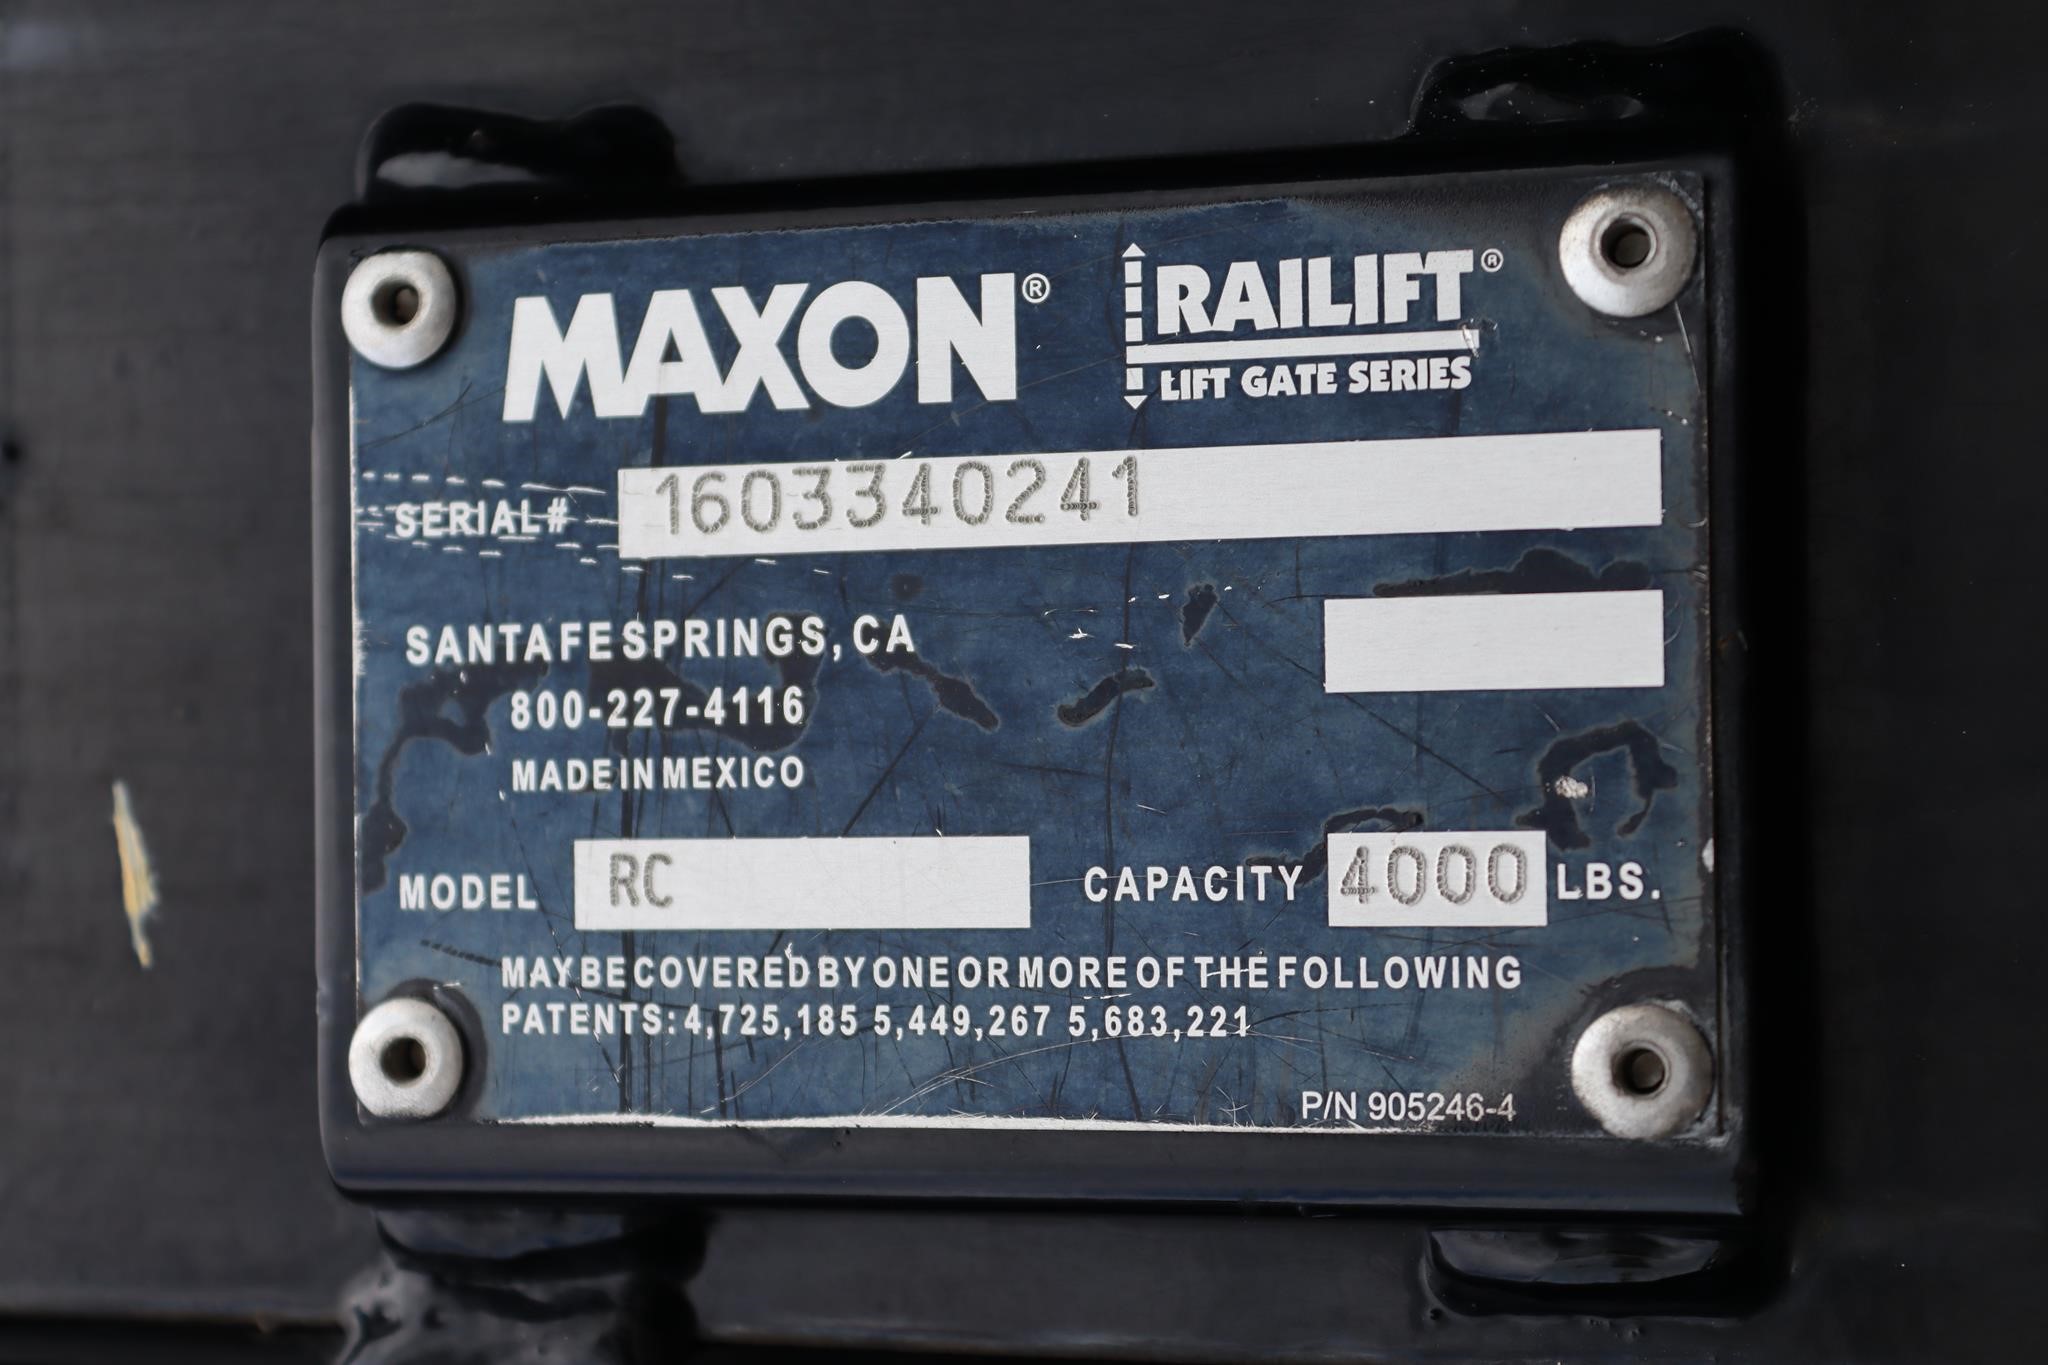 MAXON® RAILIFT®
LIFT GATE SERIES
SERIAL# 1603340241
SANTA FE SPRINGS, CA
800-227-4116
MADE IN MEXICO
MODEL RC CAPACITY 4000 LBS.
MAY BE COVERED BY ONE OR MORE OF THE FOLLOWING
PATENTS: 4,725,185 5,449,267 5,683,221
P/N 905246-4